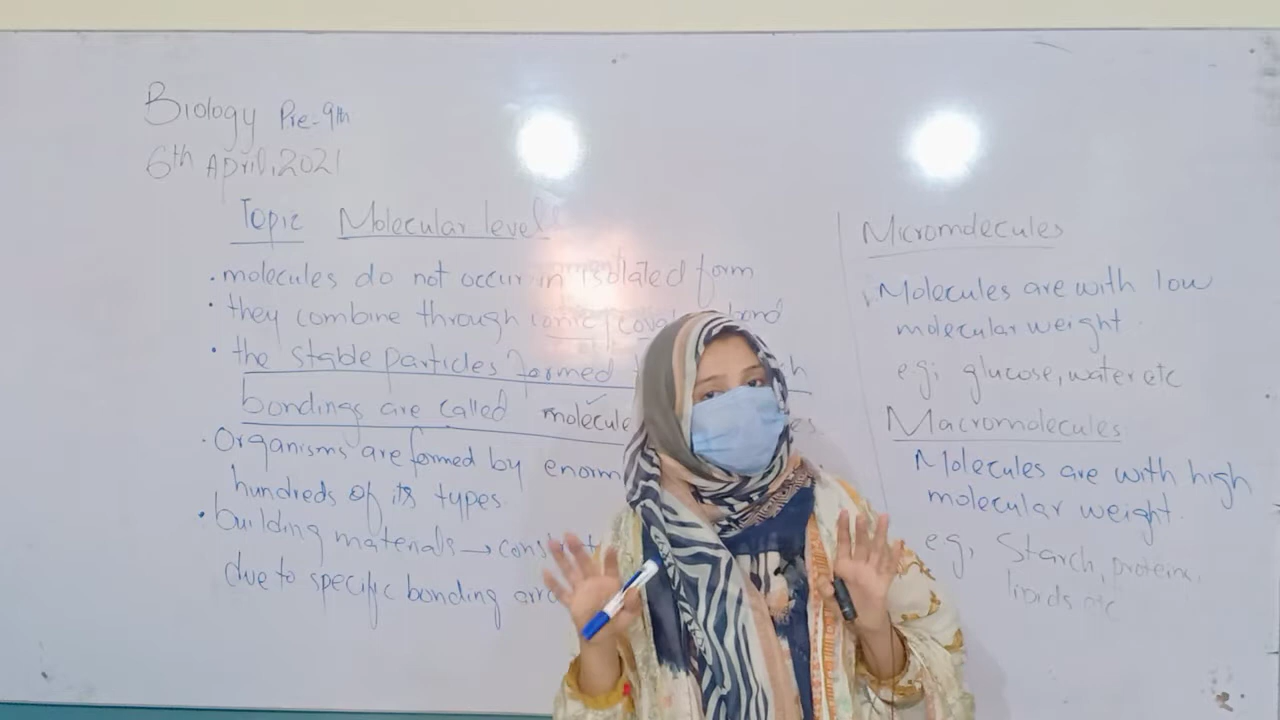 Biology Pre-9th
6th April, 2021
Topic Molecular level
• molecules do not occur in isolated form
• they combine through ionic/ bond
• the stable particles formed
bondings are called molecule
• Organisms are formed by
hundreds of its types
• building materials →
due to specific bonding
Micromolecules
Molecules are with low
molecular weight.
e.g; glucose, water etc
Macromolecules
Molecules are with high
molecular weight.
eg, Starch, proteins,
lipids etc